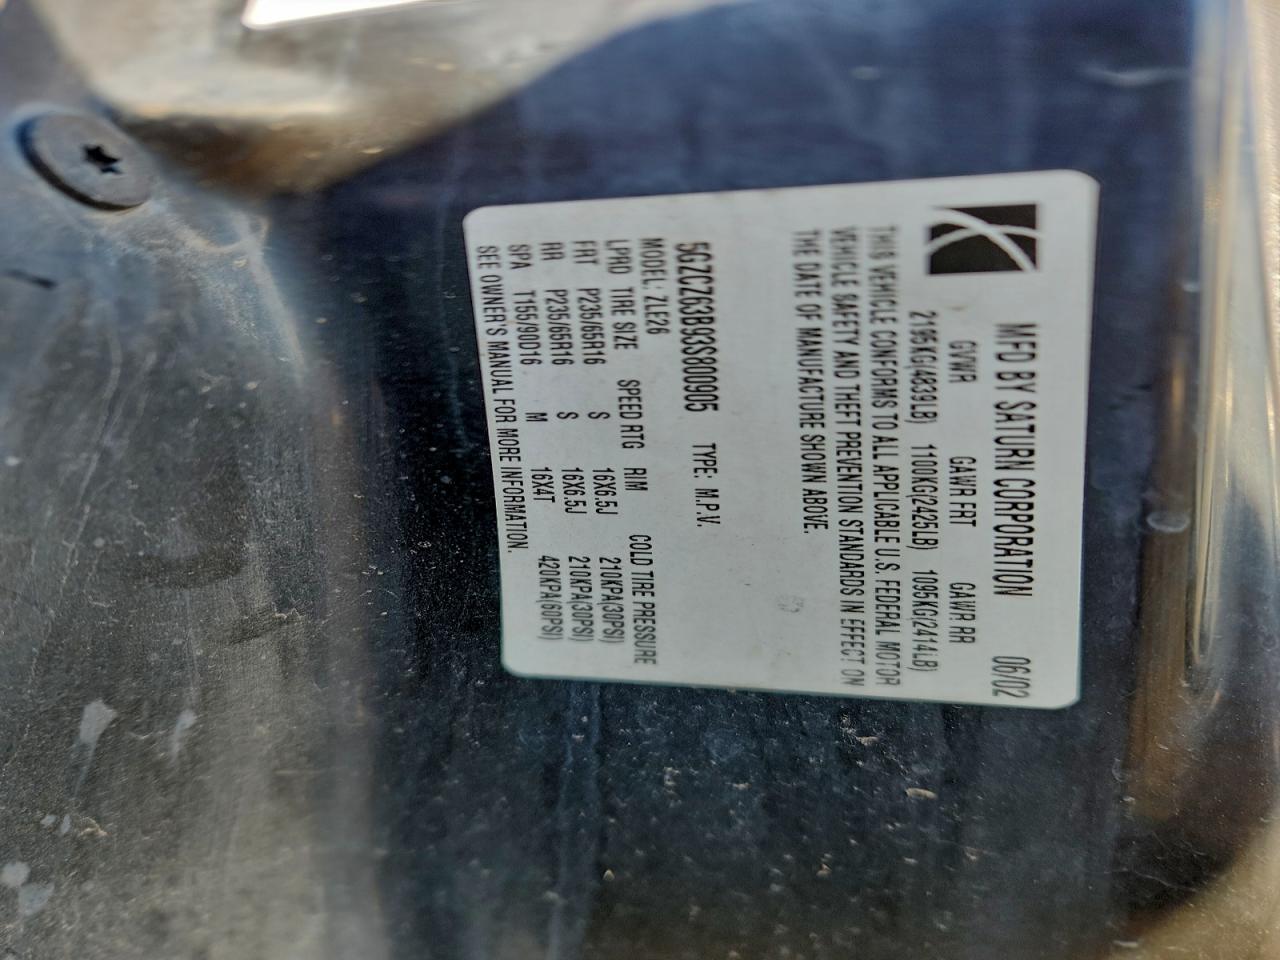 MFD BY SATURN CORPORATION 06/02
GVWR GAWR FRT GAWR RR
2195KG(4839LB) 1100KG(2425LB) 1095KG(2414LB)
THIS VEHICLE CONFORMS TO ALL APPLICABLE U.S. FEDERAL MOTOR
VEHICLE SAFETY AND THEFT PREVENTION STANDARDS IN EFFECT ON
THE DATE OF MANUFACTURE SHOWN ABOVE.
5GZCZ63B93S800905 TYPE: M.P.V.
MODEL: ZLF26
LPRD TIRE SIZE SPEED RTG RIM COLD TIRE PRESSURE
FRT P235/65R16 S 16X6.5J 210KPA(30PSI)
RR P235/65R16 S 16X6.5J 210KPA(30PSI)
SPA T155/90D16 M 16X4T 420KPA(60PSI)
SEE OWNER'S MANUAL FOR MORE INFORMATION.